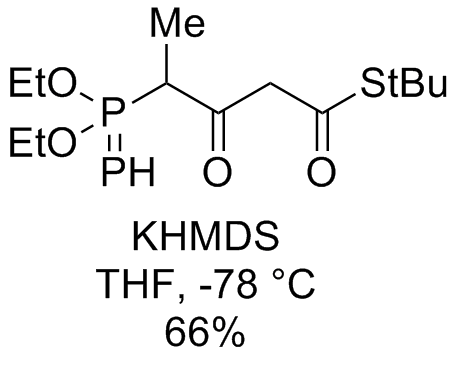 Me
EtO
P
StBu
EtO
PH
O
O
KHMDS
THF, -78 °C
66%